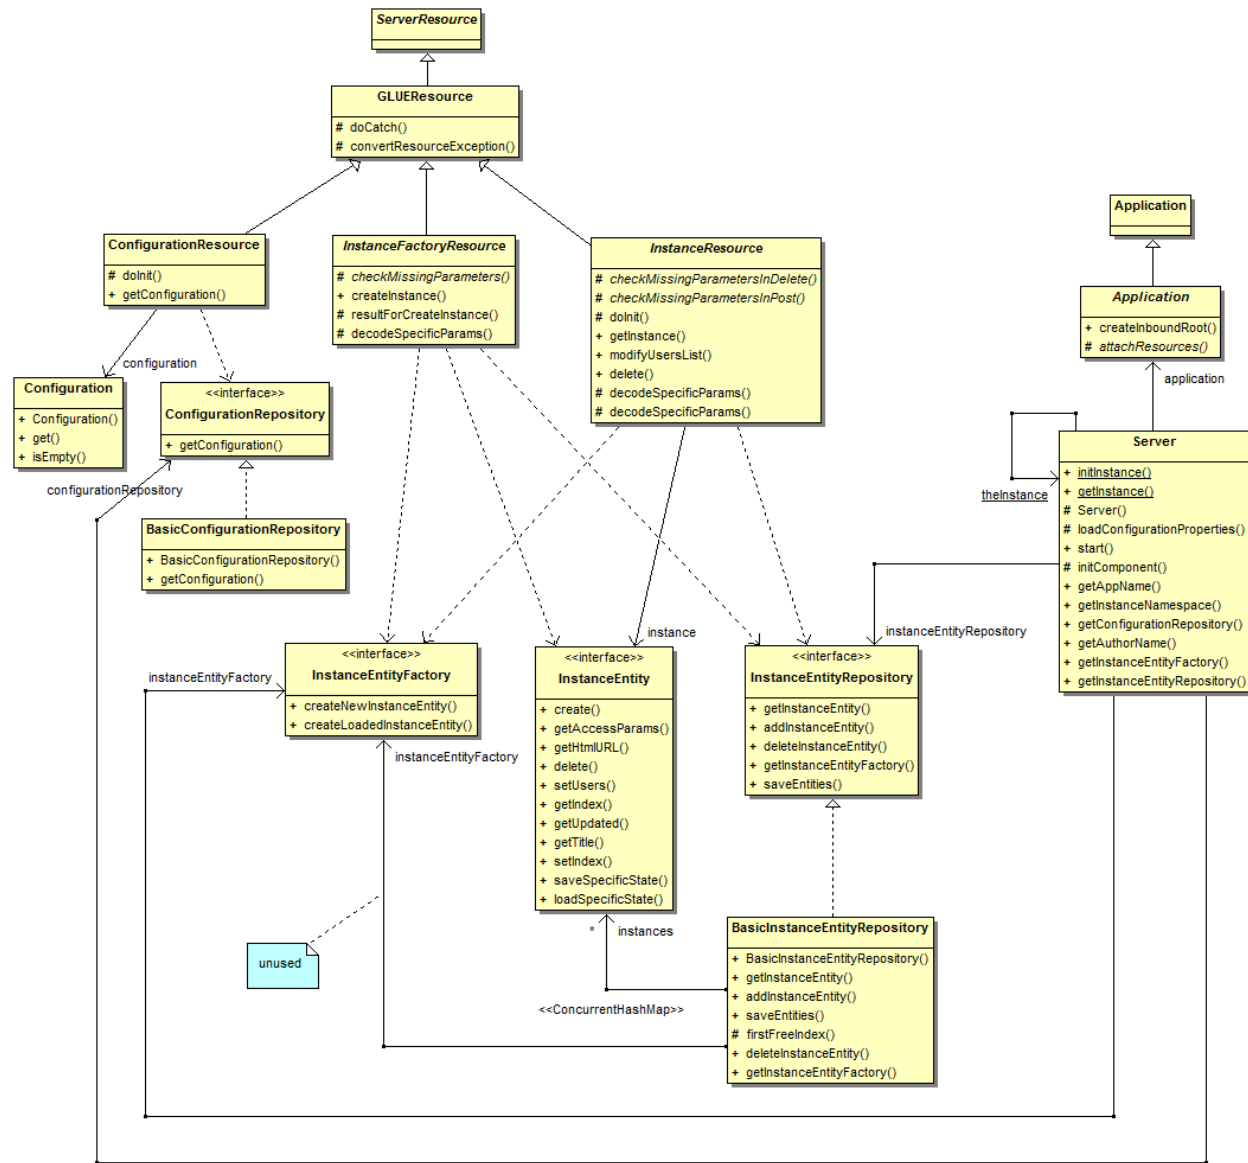 ServerResource
GLUEResource
# doCatch()
# convertResourceException()
ConfigurationResource
# doInit()
+ getConfiguration()
InstanceFactoryResource
# checkMissingParameters()
+ createInstance()
# resultForCreateInstance()
# decodeSpecificParams()
InstanceResource
# checkMissingParametersInDelete()
# checkMissingParametersInPost()
# doInit()
+ getInstance()
+ modifyUsersList()
+ delete()
# decodeSpecificParams()
# decodeSpecificParams()
Application
Application
+ createInboundRoot()
# attachResources()
application
configuration
Configuration
+ Configuration()
+ get()
+ isEmpty()
<<interface>>
ConfigurationRepository
+ getConfiguration()
configurationRepository
BasicConfigurationRepository
+ BasicConfigurationRepository()
+ getConfiguration()
Server
+ initInstance()
+ getInstance()
# Server()
# loadConfigurationProperties()
+ start()
# initComponent()
+ getAppName()
+ getInstanceNamespace()
+ getConfigurationRepository()
+ getAuthorName()
+ getInstanceEntityFactory()
+ getInstanceEntityRepository()
theInstance
instance
instanceEntityRepository
instanceEntityFactory
<<interface>>
InstanceEntityFactory
+ createNewInstanceEntity()
+ createLoadedInstanceEntity()
instanceEntityFactory
<<interface>>
InstanceEntity
+ create()
+ getAccessParams()
+ getHtmlURL()
+ delete()
+ setUsers()
+ getIndex()
+ getUpdated()
+ getTitle()
+ setIndex()
+ saveSpecificState()
+ loadSpecificState()
<<interface>>
InstanceEntityRepository
+ getInstanceEntity()
+ addInstanceEntity()
+ deleteInstanceEntity()
+ getInstanceEntityFactory()
+ saveEntities()
unused
* instances
<<ConcurrentHashMap>>
BasicInstanceEntityRepository
+ BasicInstanceEntityRepository()
+ getInstanceEntity()
+ addInstanceEntity()
+ saveEntities()
# firstFreeIndex()
+ deleteInstanceEntity()
+ getInstanceEntityFactory()